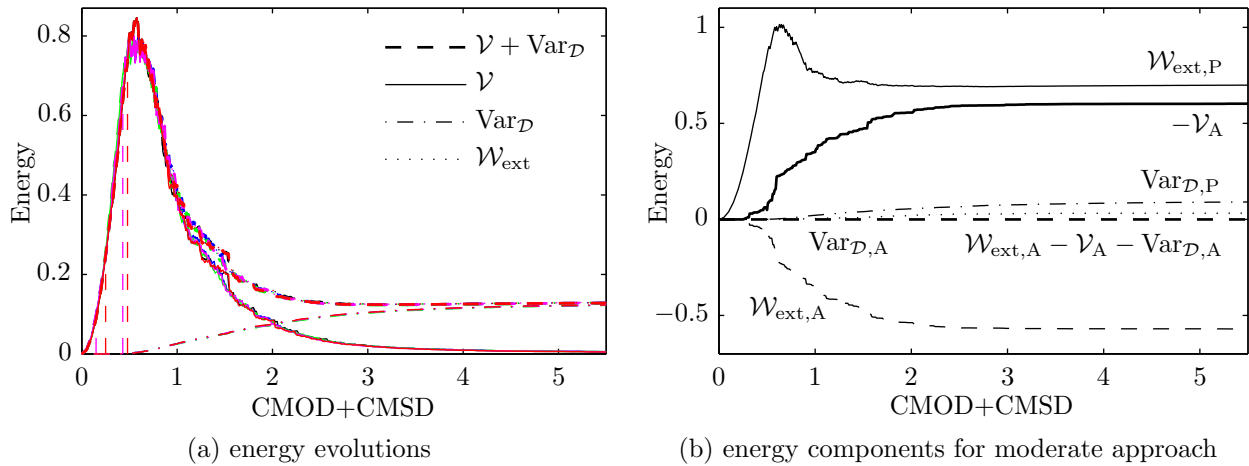 0.8
0.6
0.4
0.2
0
Energy
𝒱 + Var𝒟
𝒱
Var𝒟
𝒲ext
0 1 2 3 4 5
CMOD+CMSD
(a) energy evolutions
1
0.5
0
−0.5
Energy
𝒲ext,P
−𝒱A
Var𝒟,P
Var𝒟,A
𝒲ext,A − 𝒱A − Var𝒟,A
𝒲ext,A
0 1 2 3 4 5
CMOD+CMSD
(b) energy components for moderate approach